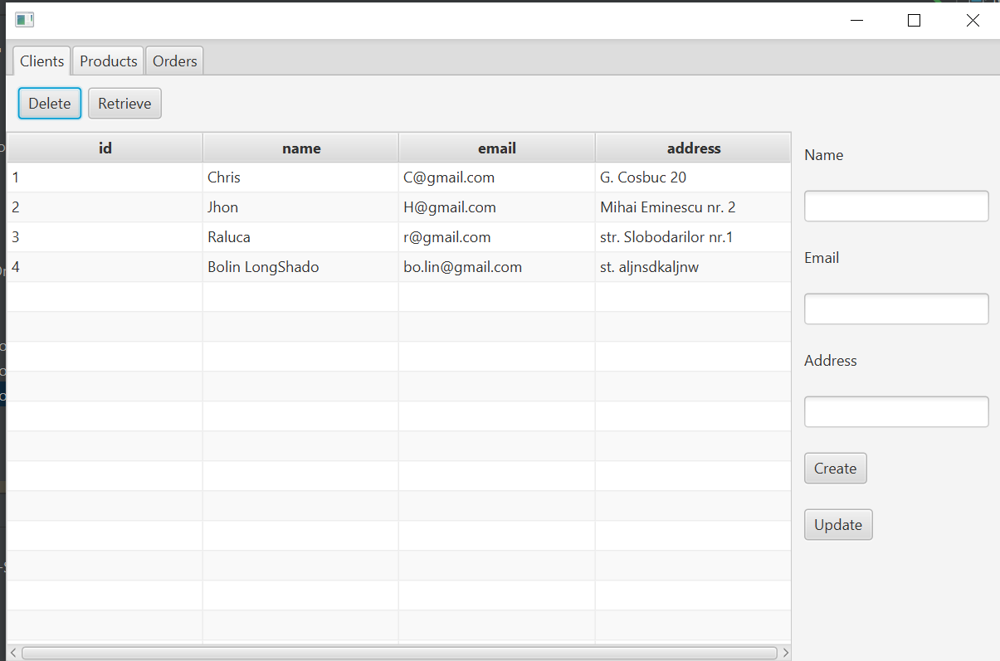 Clients Products Orders
Delete Retrieve
id name email address
1 Chris C@gmail.com G. Cosbuc 20
2 Jhon H@gmail.com Mihai Eminescu nr. 2
3 Raluca r@gmail.com str. Slobodarilor nr.1
4 Bolin LongShado bo.lin@gmail.com st. aljnsdkaljnw
Name
Email
Address
Create
Update